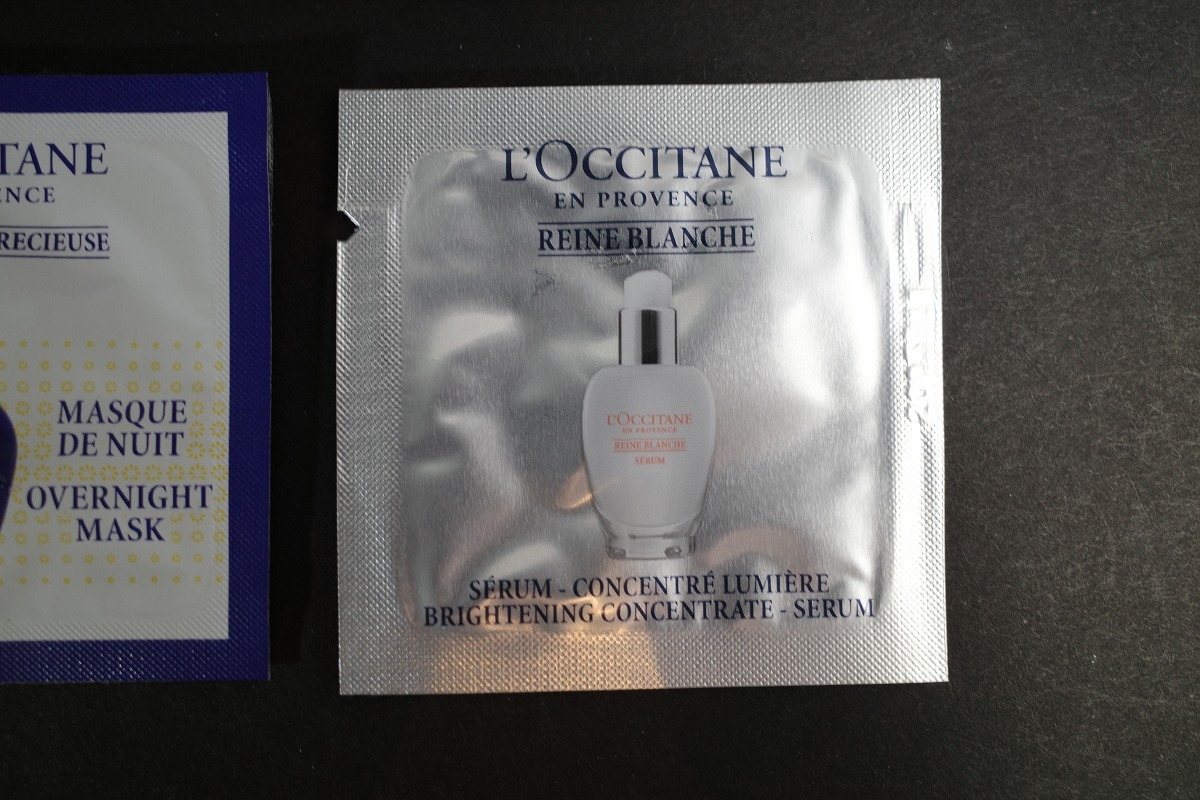 TANE
ENCE
RECIEUSE
MASQUE
DE NUIT
OVERNIGHT
MASK
L'OCCITANE
EN PROVENCE
REINE BLANCHE
L'OCCITANE
EN PROVENCE
REINE BLANCHE
SÉRUM
SÉRUM - CONCENTRÉ LUMIÈRE
BRIGHTENING CONCENTRATE - SERUM